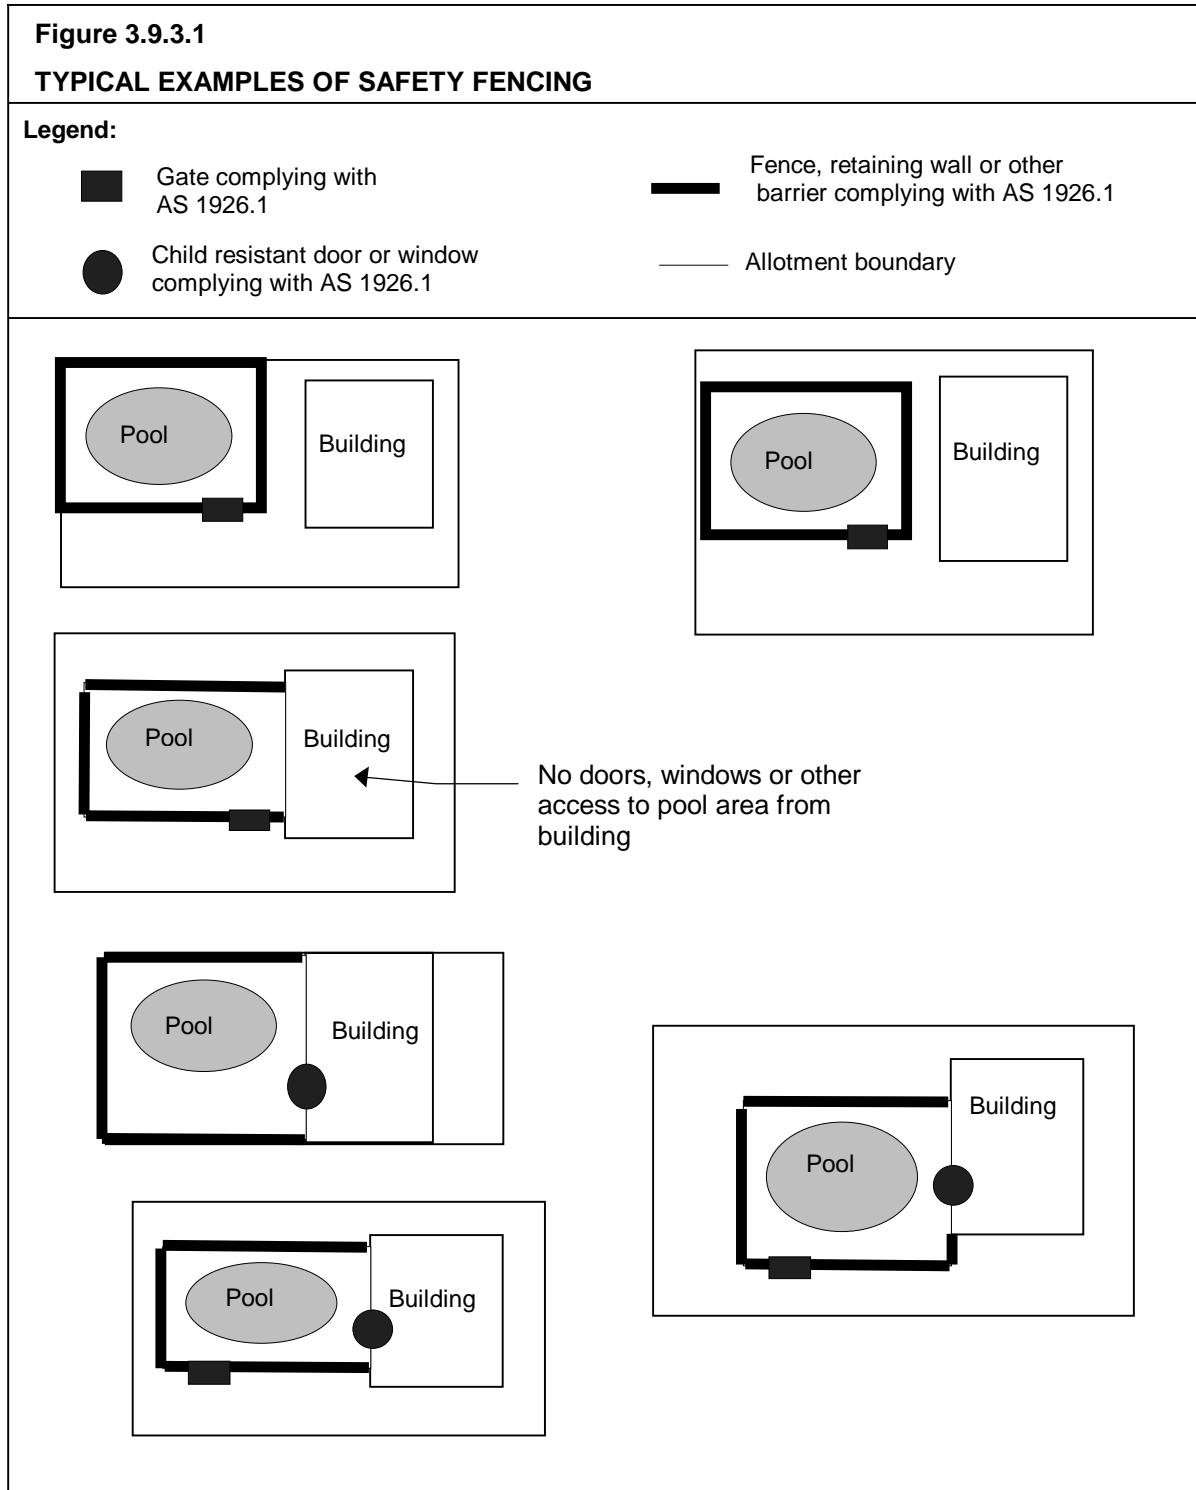 Figure 3.9.3.1
TYPICAL EXAMPLES OF SAFETY FENCING
Legend:
Gate complying with
AS 1926.1
Fence, retaining wall or other
barrier complying with AS 1926.1
Child resistant door or window
complying with AS 1926.1
Allotment boundary
Pool
Building
Pool
Building
Pool
Building
No doors, windows or other
access to pool area from
building
Pool
Building
Pool
Building
Pool
Building